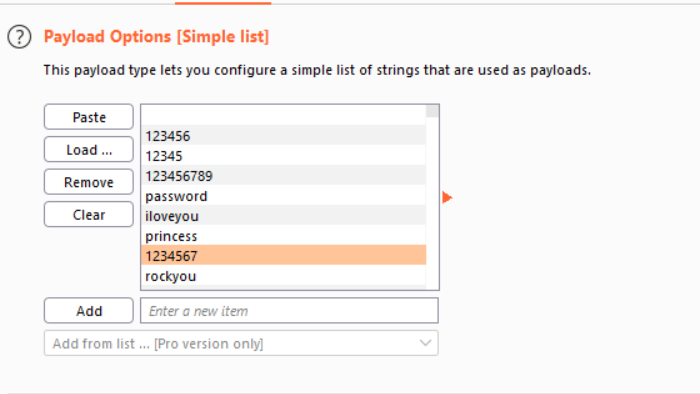 ?
Payload Options [Simple list]
This payload type lets you configure a simple list of strings that are used as payloads.
Paste
Load ...
Remove
Clear
123456
12345
123456789
password
iloveyou
princess
1234567
rockyou
Add
Enter a new item
Add from list ... [Pro version only]